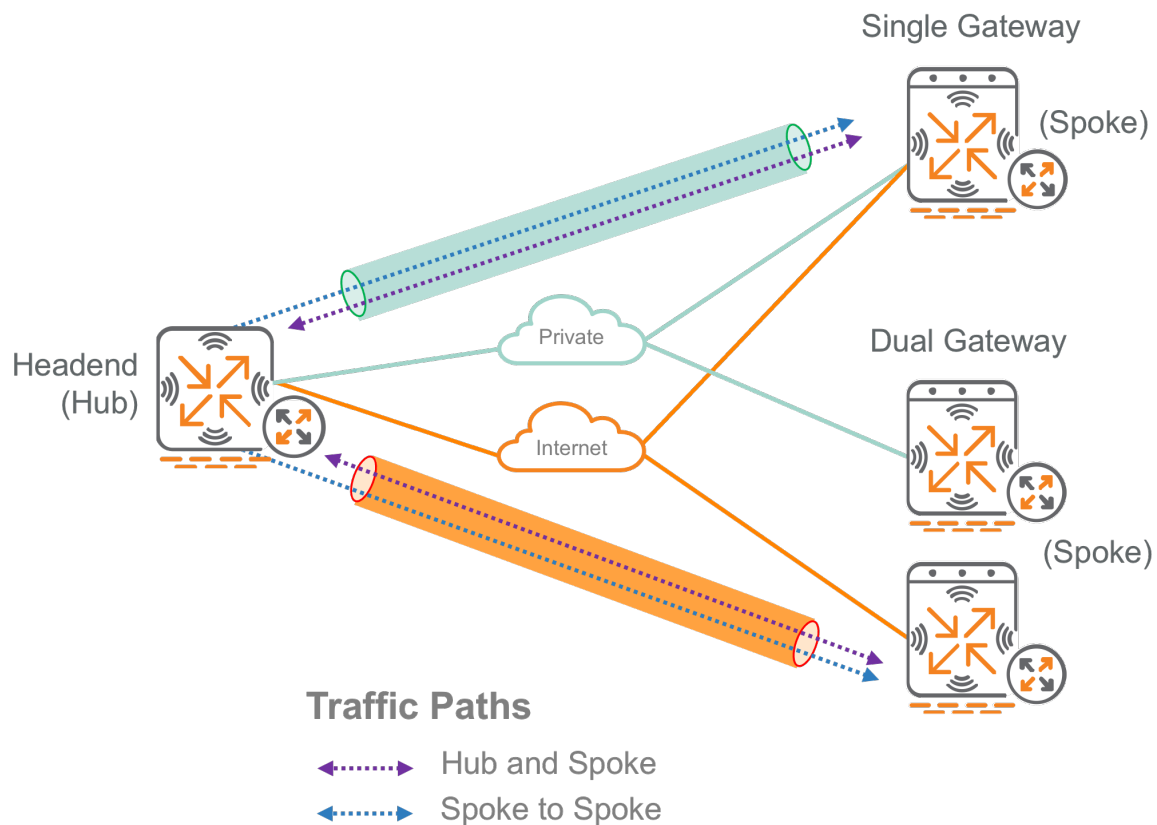 Single Gateway
(Spoke)
Private
Headend
(Hub)
Dual Gateway
Internet
(Spoke)
Traffic Paths
Hub and Spoke
Spoke to Spoke